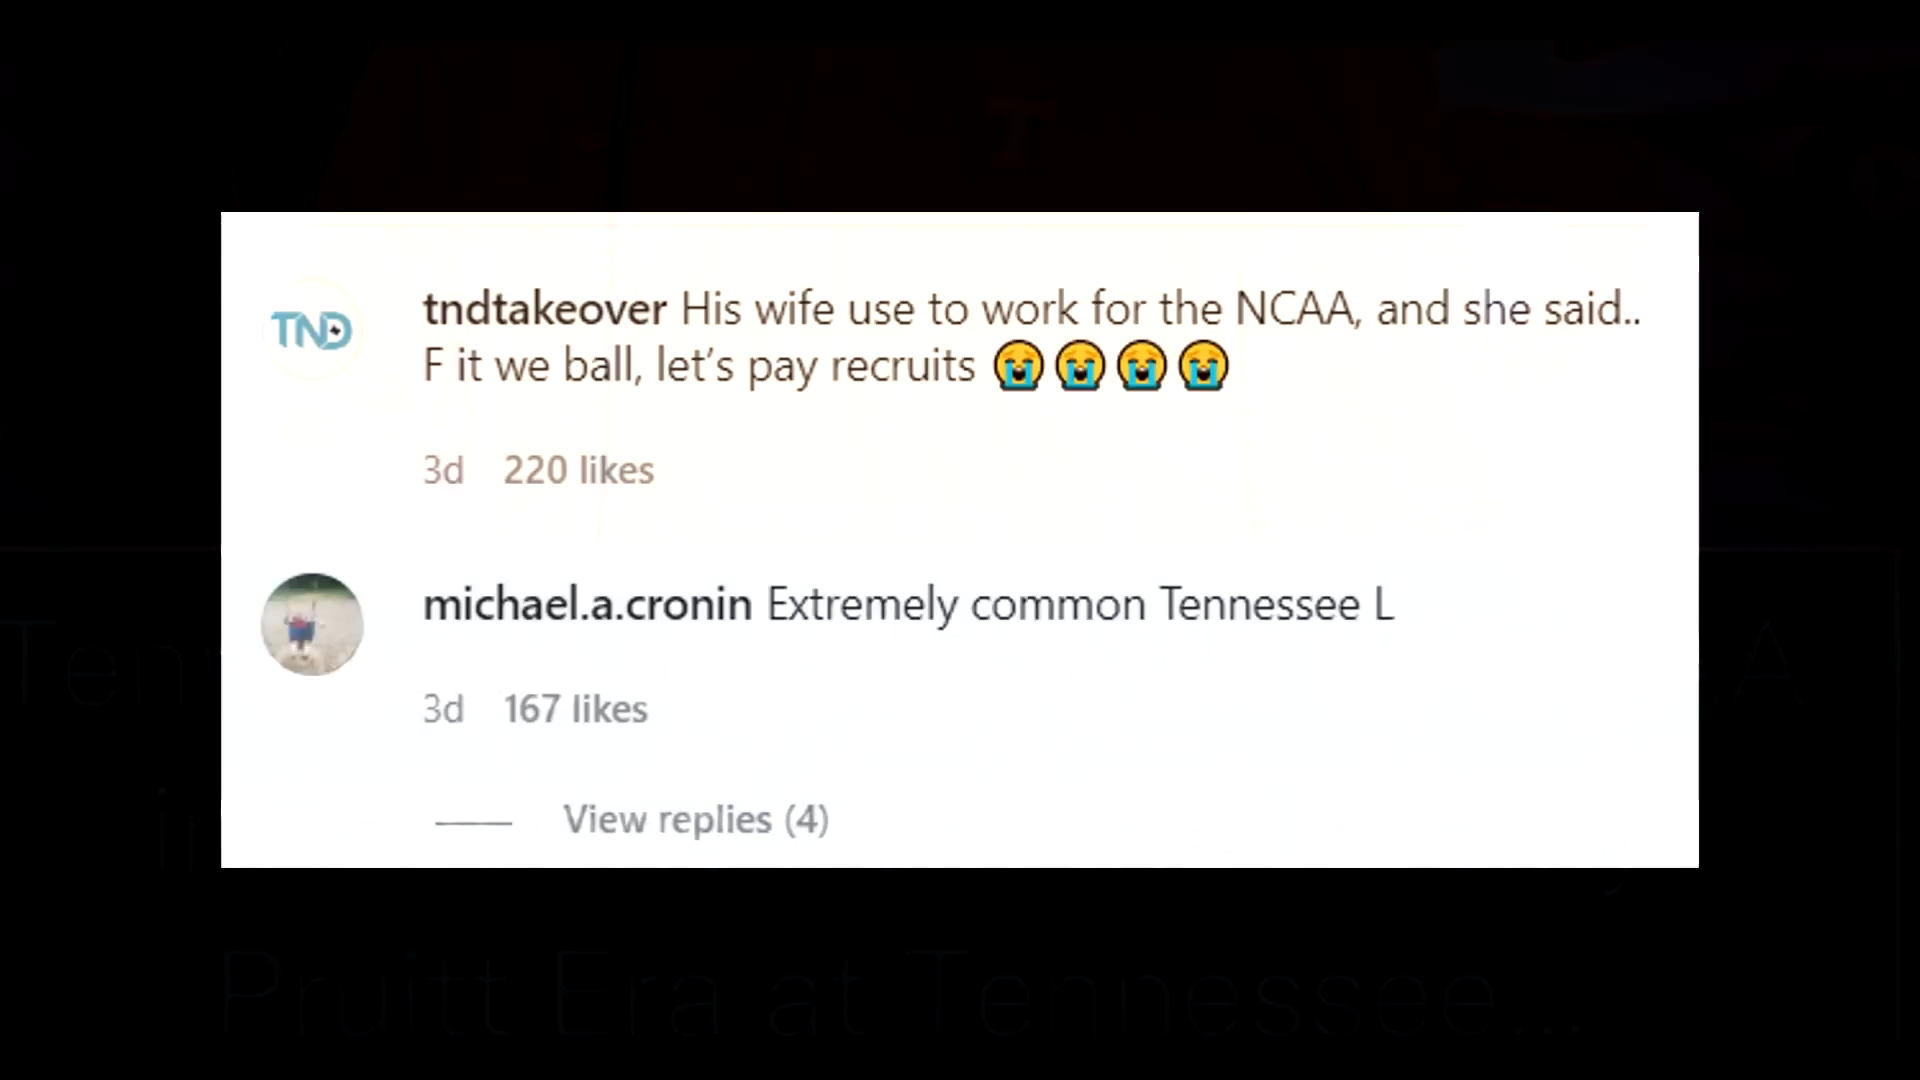 T
TND
tndtakeover His wife use to work for the NCAA, and she said..
F it we ball, let's pay recruits 😭😭😭😭
3d 220 likes
michael.a.cronin Extremely common Tennessee L
3d 167 likes
View replies (4)
Pruitt Era at Tennessee...